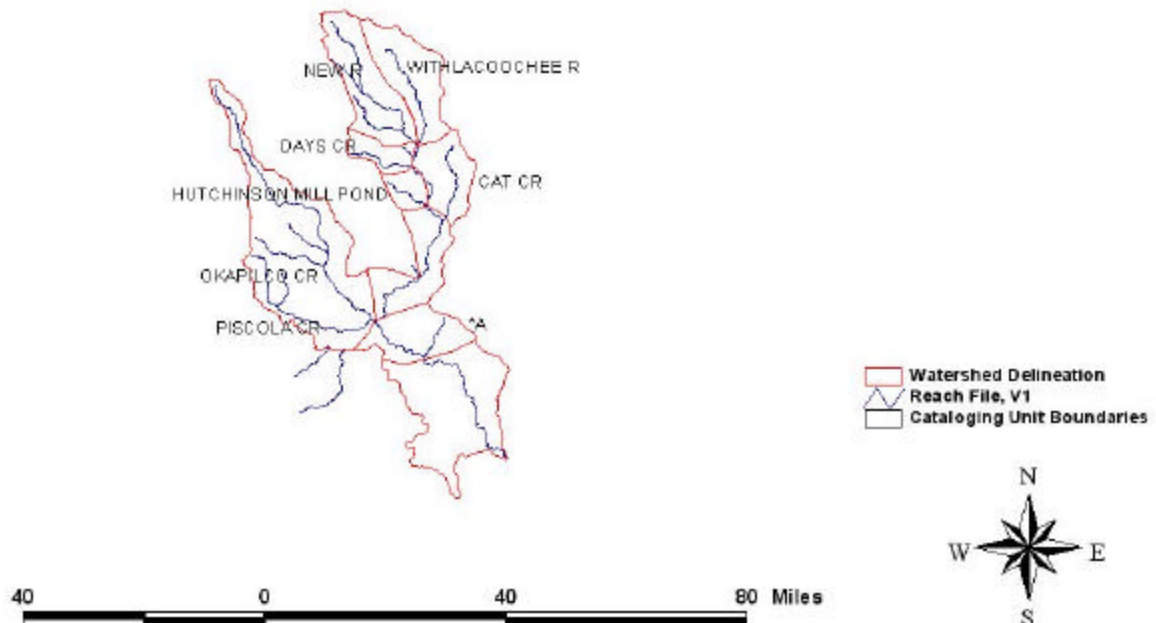 NEW R
WITHLACOOCHEE R
DAYS CR
CAT CR
HUTCHINSON MILL POND
OKAPILCO CR
PISCOLA CR
*A
Watershed Delineation
Reach File, V1
Cataloging Unit Boundaries
N
W E
S
40 0 40 80 Miles